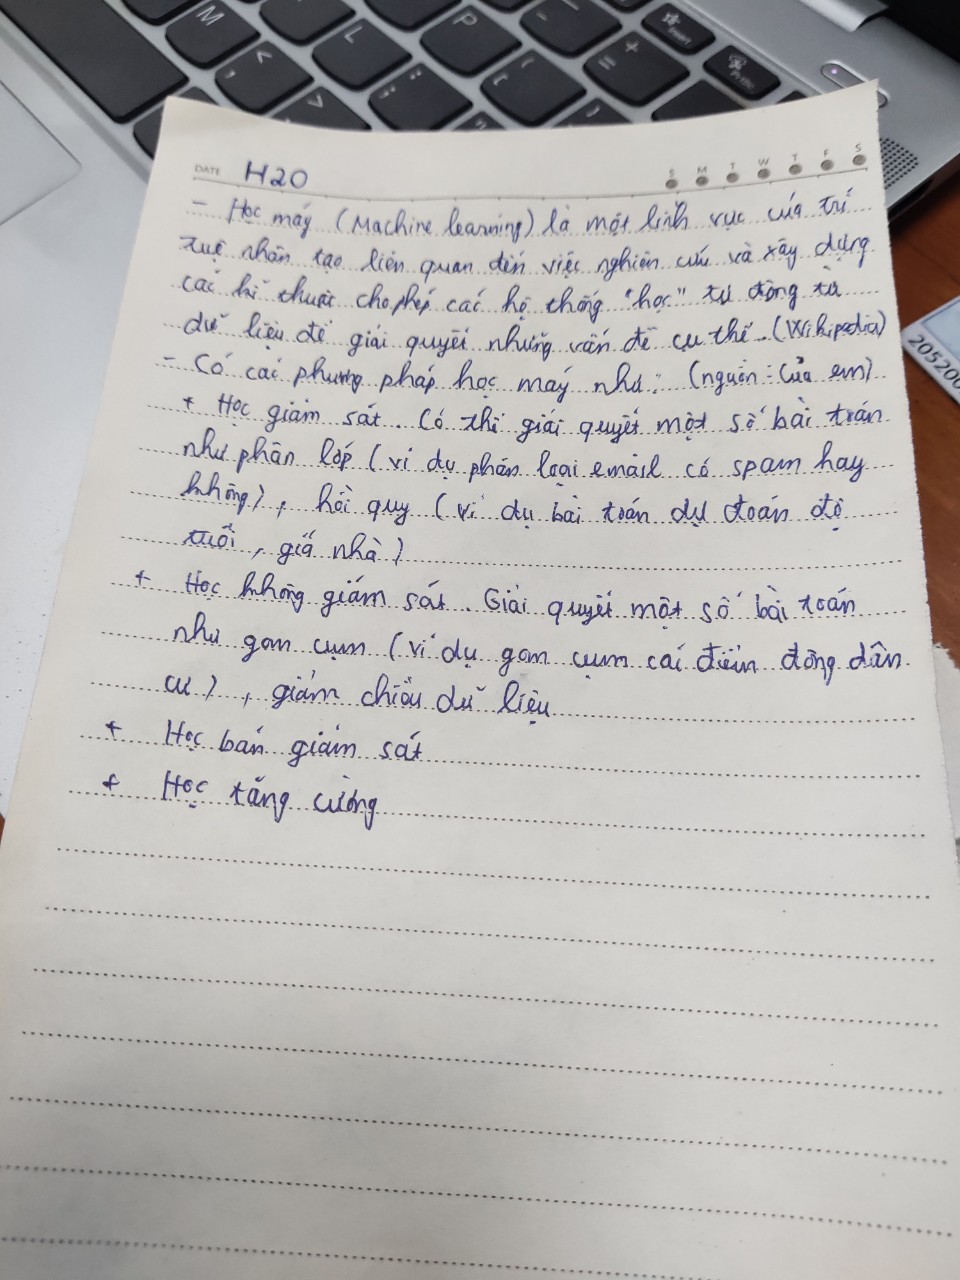 DATE H20
S M T W T F S
- Học máy (Machine learning) là một lĩnh vực của trí
tuệ nhân tạo liên quan đến việc nghiên cứu và xây dựng
các kĩ thuật cho phép các hệ thống "học" tự động từ
dữ liệu để giải quyết những vấn đề cụ thể. (Wikipedia)
- Có các phương pháp học máy như: (nguồn: của em)
+ Học giám sát. Có thể giải quyết một số bài toán
như phân lớp (ví dụ phân loại email có spam hay
không), hồi quy (ví dụ bài toán dự đoán độ
tuổi, giá nhà)
+ Học không giám sát. Giải quyết một số bài toán
như gom cụm (ví dụ gom cụm các điểm đông dân
cư), giảm chiều dữ liệu
+ Học bán giám sát
+ Học tăng cường
M
L
P
PrtSc